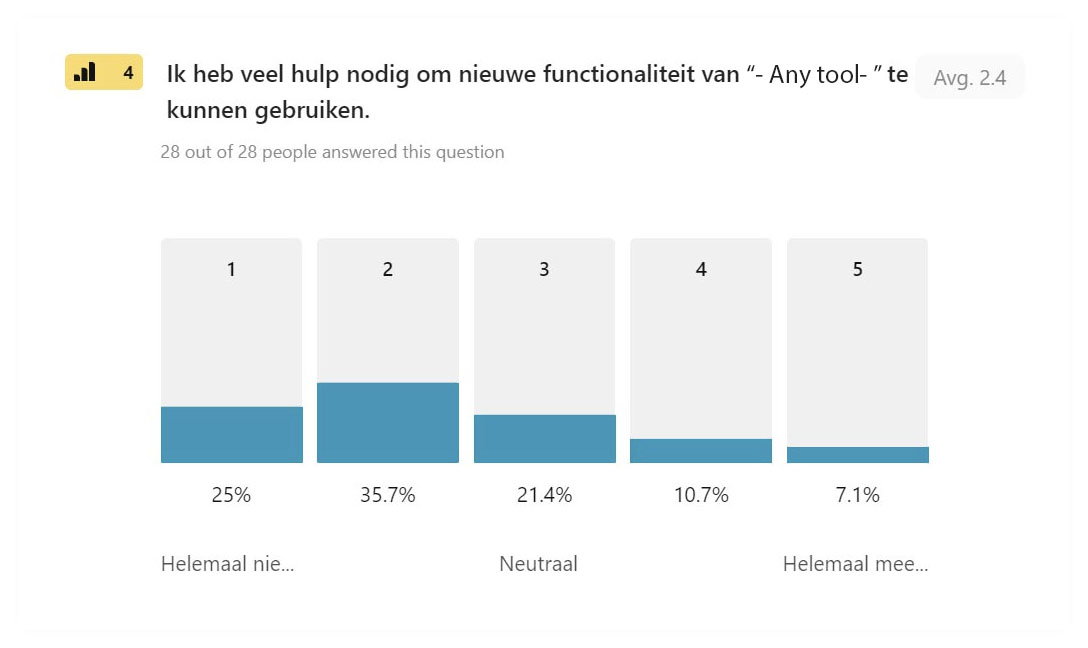 4
Ik heb veel hulp nodig om nieuwe functionaliteit van “- Any tool- ” te
Avg. 2.4
kunnen gebruiken.
28 out of 28 people answered this question
1 2 3 4 5
25% 35.7% 21.4% 10.7% 7.1%
Helemaal nie... Neutraal Helemaal mee...